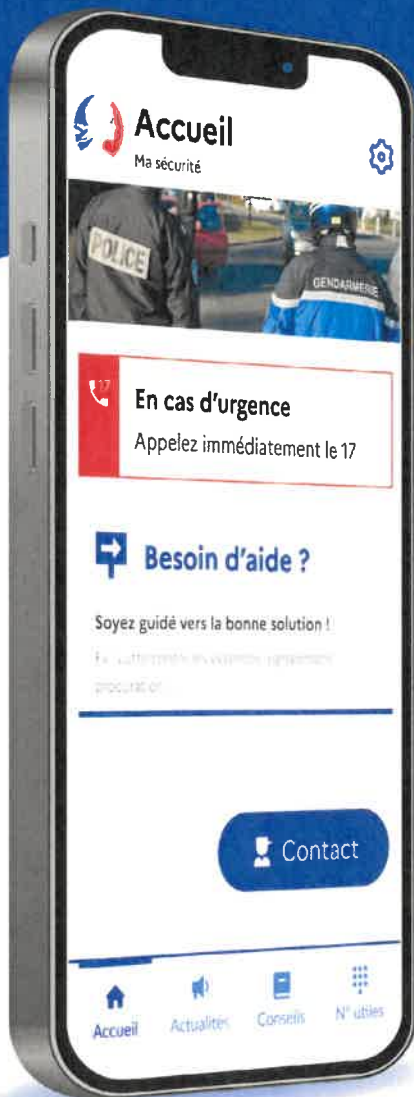 Accueil
Ma sécurité
POLICE
GENDARMERIE
17
En cas d'urgence
Appelez immédiatement le 17
Besoin d'aide ?
Soyez guidé vers la bonne solution !
Contact
Accueil
Actualités
Conseils
N° utiles